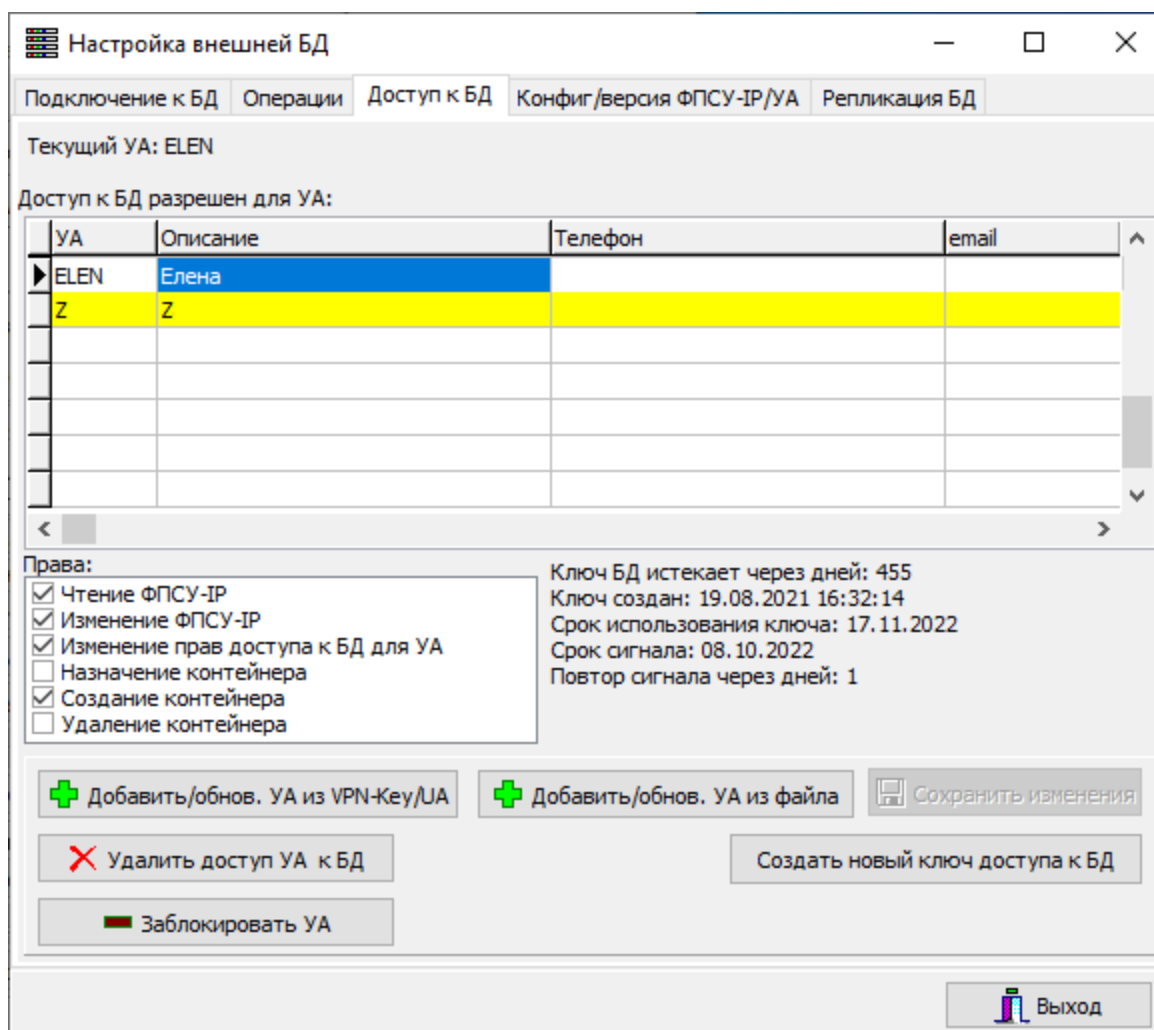 Настройка внешней БД
Подключение к БД Операции Доступ к БД Конфиг/версия ФПСУ-IP/УА Репликация БД
Текущий УА: ELEN
Доступ к БД разрешен для УА:
УА Описание Телефон email
ELEN Елена
Z Z
Права:
Чтение ФПСУ-IP
Изменение ФПСУ-IP
Изменение прав доступа к БД для УА
Назначение контейнера
Создание контейнера
Удаление контейнера
Ключ БД истекает через дней: 455
Ключ создан: 19.08.2021 16:32:14
Срок использования ключа: 17.11.2022
Срок сигнала: 08.10.2022
Повтор сигнала через дней: 1
Добавить/обнов. УА из VPN-Key/UA Добавить/обнов. УА из файла Сохранить изменения
Удалить доступ УА к БД Создать новый ключ доступа к БД
Заблокировать УА
Выход